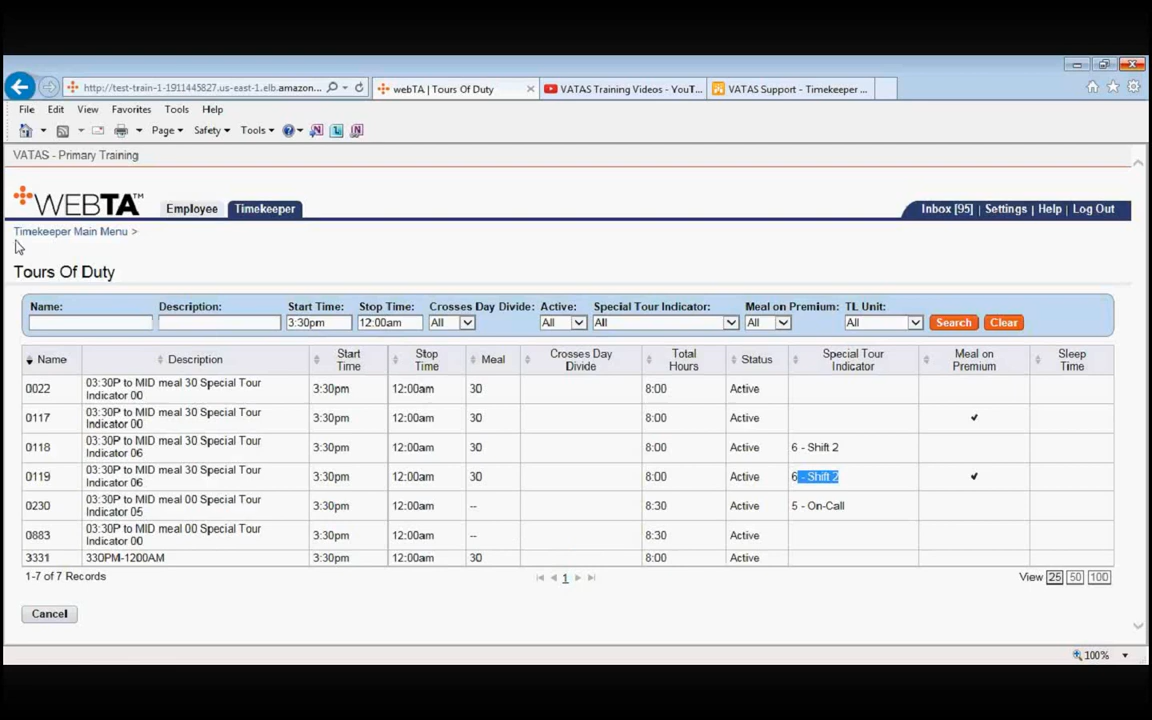 http://test-train-1-1911445827.us-east-1.elb.amazon...
webTA | Tours Of Duty
VATAS Training Videos - YouT...
VATAS Support - Timekeeper ...
File Edit View Favorites Tools Help
Page Safety Tools
VATAS - Primary Training
WEBTA™ Employee Timekeeper Inbox [95] | Settings | Help | Log Out
Timekeeper Main Menu >
Tours Of Duty
Name: Description: Start Time: Stop Time: Crosses Day Divide: Active: Special Tour Indicator: Meal on Premium: TL Unit:
3:30pm 12:00am All All All All All Search Clear
Name Description Start Time Stop Time Meal Crosses Day Divide Total Hours Status Special Tour Indicator Meal on Premium Sleep Time
0022 03:30P to MID meal 30 Special Tour Indicator 00 3:30pm 12:00am 30 8:00 Active
0117 03:30P to MID meal 30 Special Tour Indicator 00 3:30pm 12:00am 30 8:00 Active ✔
0118 03:30P to MID meal 30 Special Tour Indicator 06 3:30pm 12:00am 30 8:00 Active 6 - Shift 2
0119 03:30P to MID meal 30 Special Tour Indicator 06 3:30pm 12:00am 30 8:00 Active 6 - Shift 2 ✔
0230 03:30P to MID meal 00 Special Tour Indicator 05 3:30pm 12:00am -- 8:30 Active 5 - On-Call
0883 03:30P to MID meal 00 Special Tour Indicator 00 3:30pm 12:00am -- 8:30 Active
3331 330PM-1200AM 3:30pm 12:00am 30 8:00 Active
1-7 of 7 Records 1 View 25 50 100
Cancel
100%